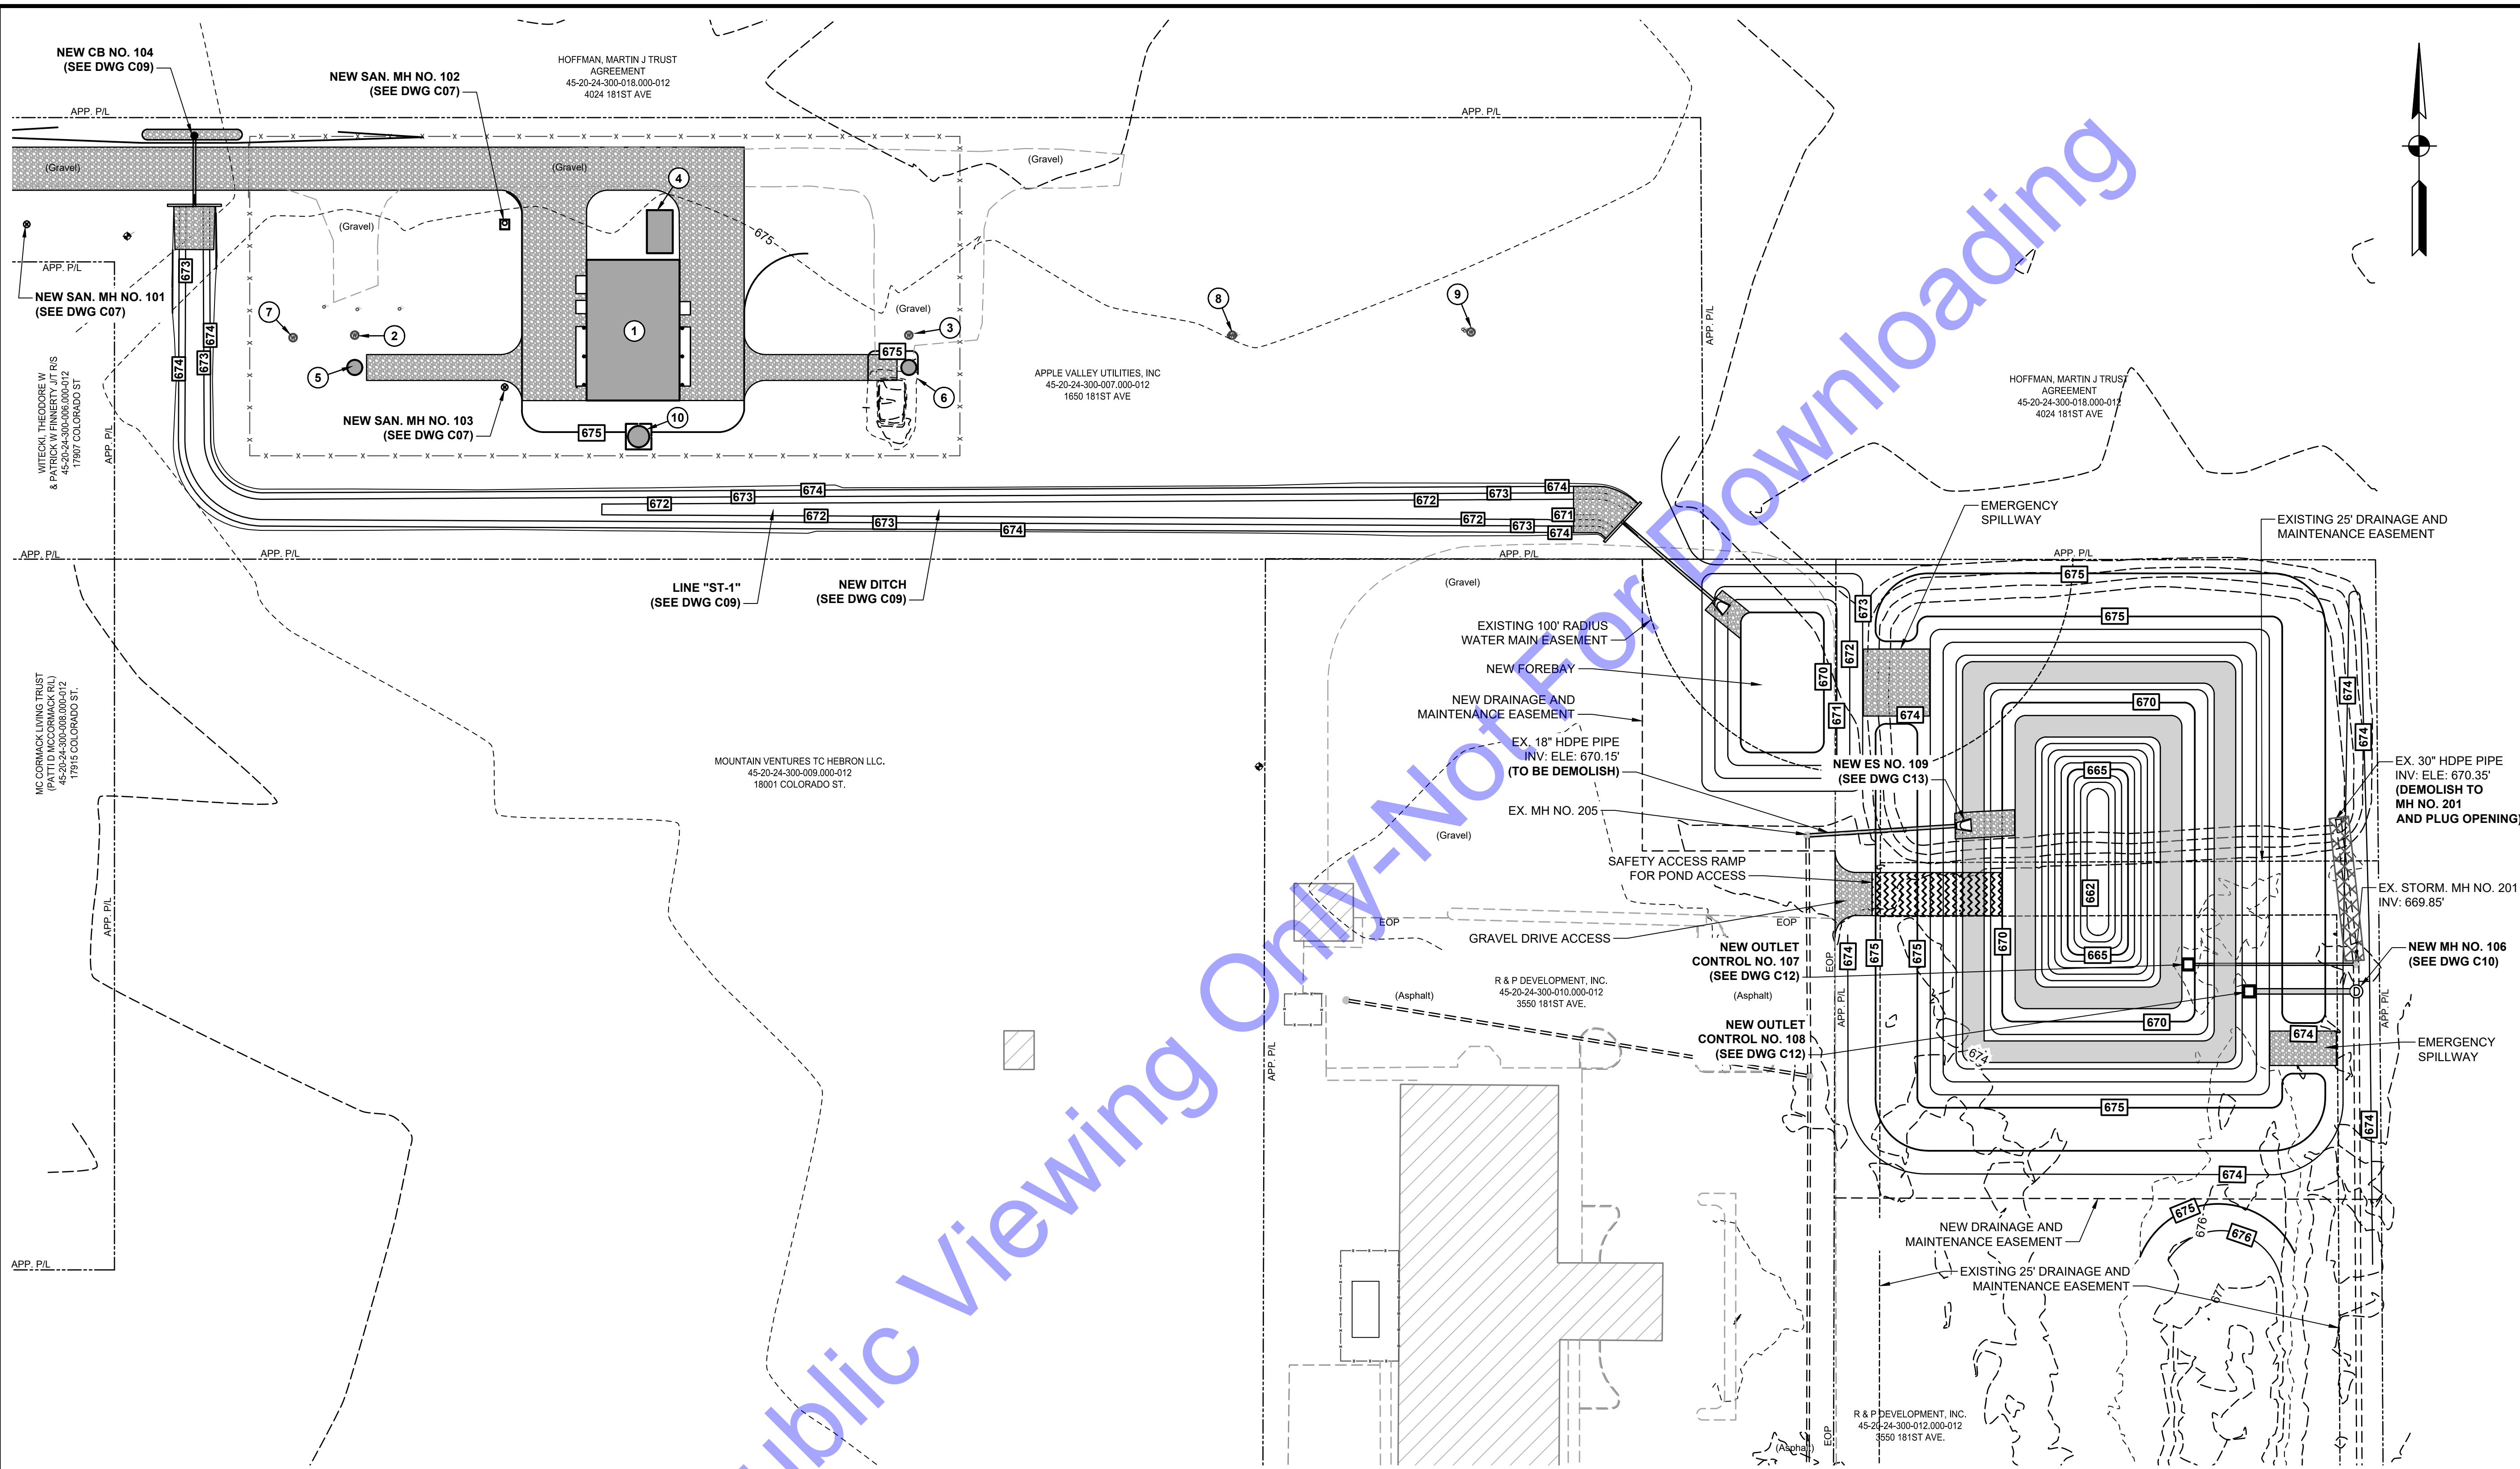 NEW CB NO. 104
(SEE DWG C09)
NEW SAN. MH NO. 102
(SEE DWG C07)
HOFFMAN, MARTIN J TRUST
AGREEMENT
45-20-24-300-018.000-012
4024 181ST AVE
APP. P/L
APP. P/L
(Gravel)
(Gravel)
(Gravel)
(Gravel)
4
675
APP. P/L
NEW SAN. MH NO. 101
(SEE DWG C07)
673
674
674
673
7
2
5
1
(Gravel)
3
675
6
8
9
APP. P/L
WITECKI, THEODORE W
& PATRICK W FINNERTY J/T R/S
45-20-24-300-006.000-012
17907 COLORADO ST
APP. P/L
NEW SAN. MH NO. 103
(SEE DWG C07)
675
10
APPLE VALLEY UTILITIES, INC
45-20-24-300-007.000-012
1650 181ST AVE
HOFFMAN, MARTIN J TRUST
AGREEMENT
45-20-24-300-018.000-012
4024 181ST AVE
672
673
674
672
673
674
672
673
674
671
672
673
674
APP. P/L
APP. P/L
APP. P/L
APP. P/L
LINE "ST-1"
(SEE DWG C09)
NEW DITCH
(SEE DWG C09)
EMERGENCY
SPILLWAY
EXISTING 25' DRAINAGE AND
MAINTENANCE EASEMENT
(Gravel)
EXISTING 100' RADIUS
WATER MAIN EASEMENT
NEW FOREBAY
NEW DRAINAGE AND
MAINTENANCE EASEMENT
EX. 18" HDPE PIPE
INV: ELE: 670.15'
(TO BE DEMOLISH)
EX. MH NO. 205
(Gravel)
675
675
673
672
670
671
674
670
674
674
665
662
665
NEW ES NO. 109
(SEE DWG C13)
EX. 30" HDPE PIPE
INV: ELE: 670.35'
(DEMOLISH TO
MH NO. 201
AND PLUG OPENING)
SAFETY ACCESS RAMP
FOR POND ACCESS
GRAVEL DRIVE ACCESS
EOP
EOP
EOP
EX. STORM. MH NO. 201
INV: 669.85'
NEW MH NO. 106
(SEE DWG C10)
NEW OUTLET
CONTROL NO. 107
(SEE DWG C12)
(Asphalt)
(Asphalt)
R & P DEVELOPMENT, INC.
45-20-24-300-010.000-012
3550 181ST AVE.
NEW OUTLET
CONTROL NO. 108
(SEE DWG C12)
674
675
675
670
APP. P/L
APP. P/L
D
670
674
674
EMERGENCY
SPILLWAY
675
674
674
MC CORMACK LIVING TRUST
(PATTI D MCCORMACK R/L)
45-20-24-300-008.000-012
17915 COLORADO ST.
APP. P/L
MOUNTAIN VENTURES TC HEBRON LLC.
45-20-24-300-009.000-012
18001 COLORADO ST.
APP. P/L
APP. P/L
675
676
676
NEW DRAINAGE AND
MAINTENANCE EASEMENT
EXISTING 25' DRAINAGE AND
MAINTENANCE EASEMENT
R & P DEVELOPMENT, INC.
45-20-24-300-012.000-012
3550 181ST AVE.
(Asphalt)
EOP
Public Viewing Only-Not For Downloading